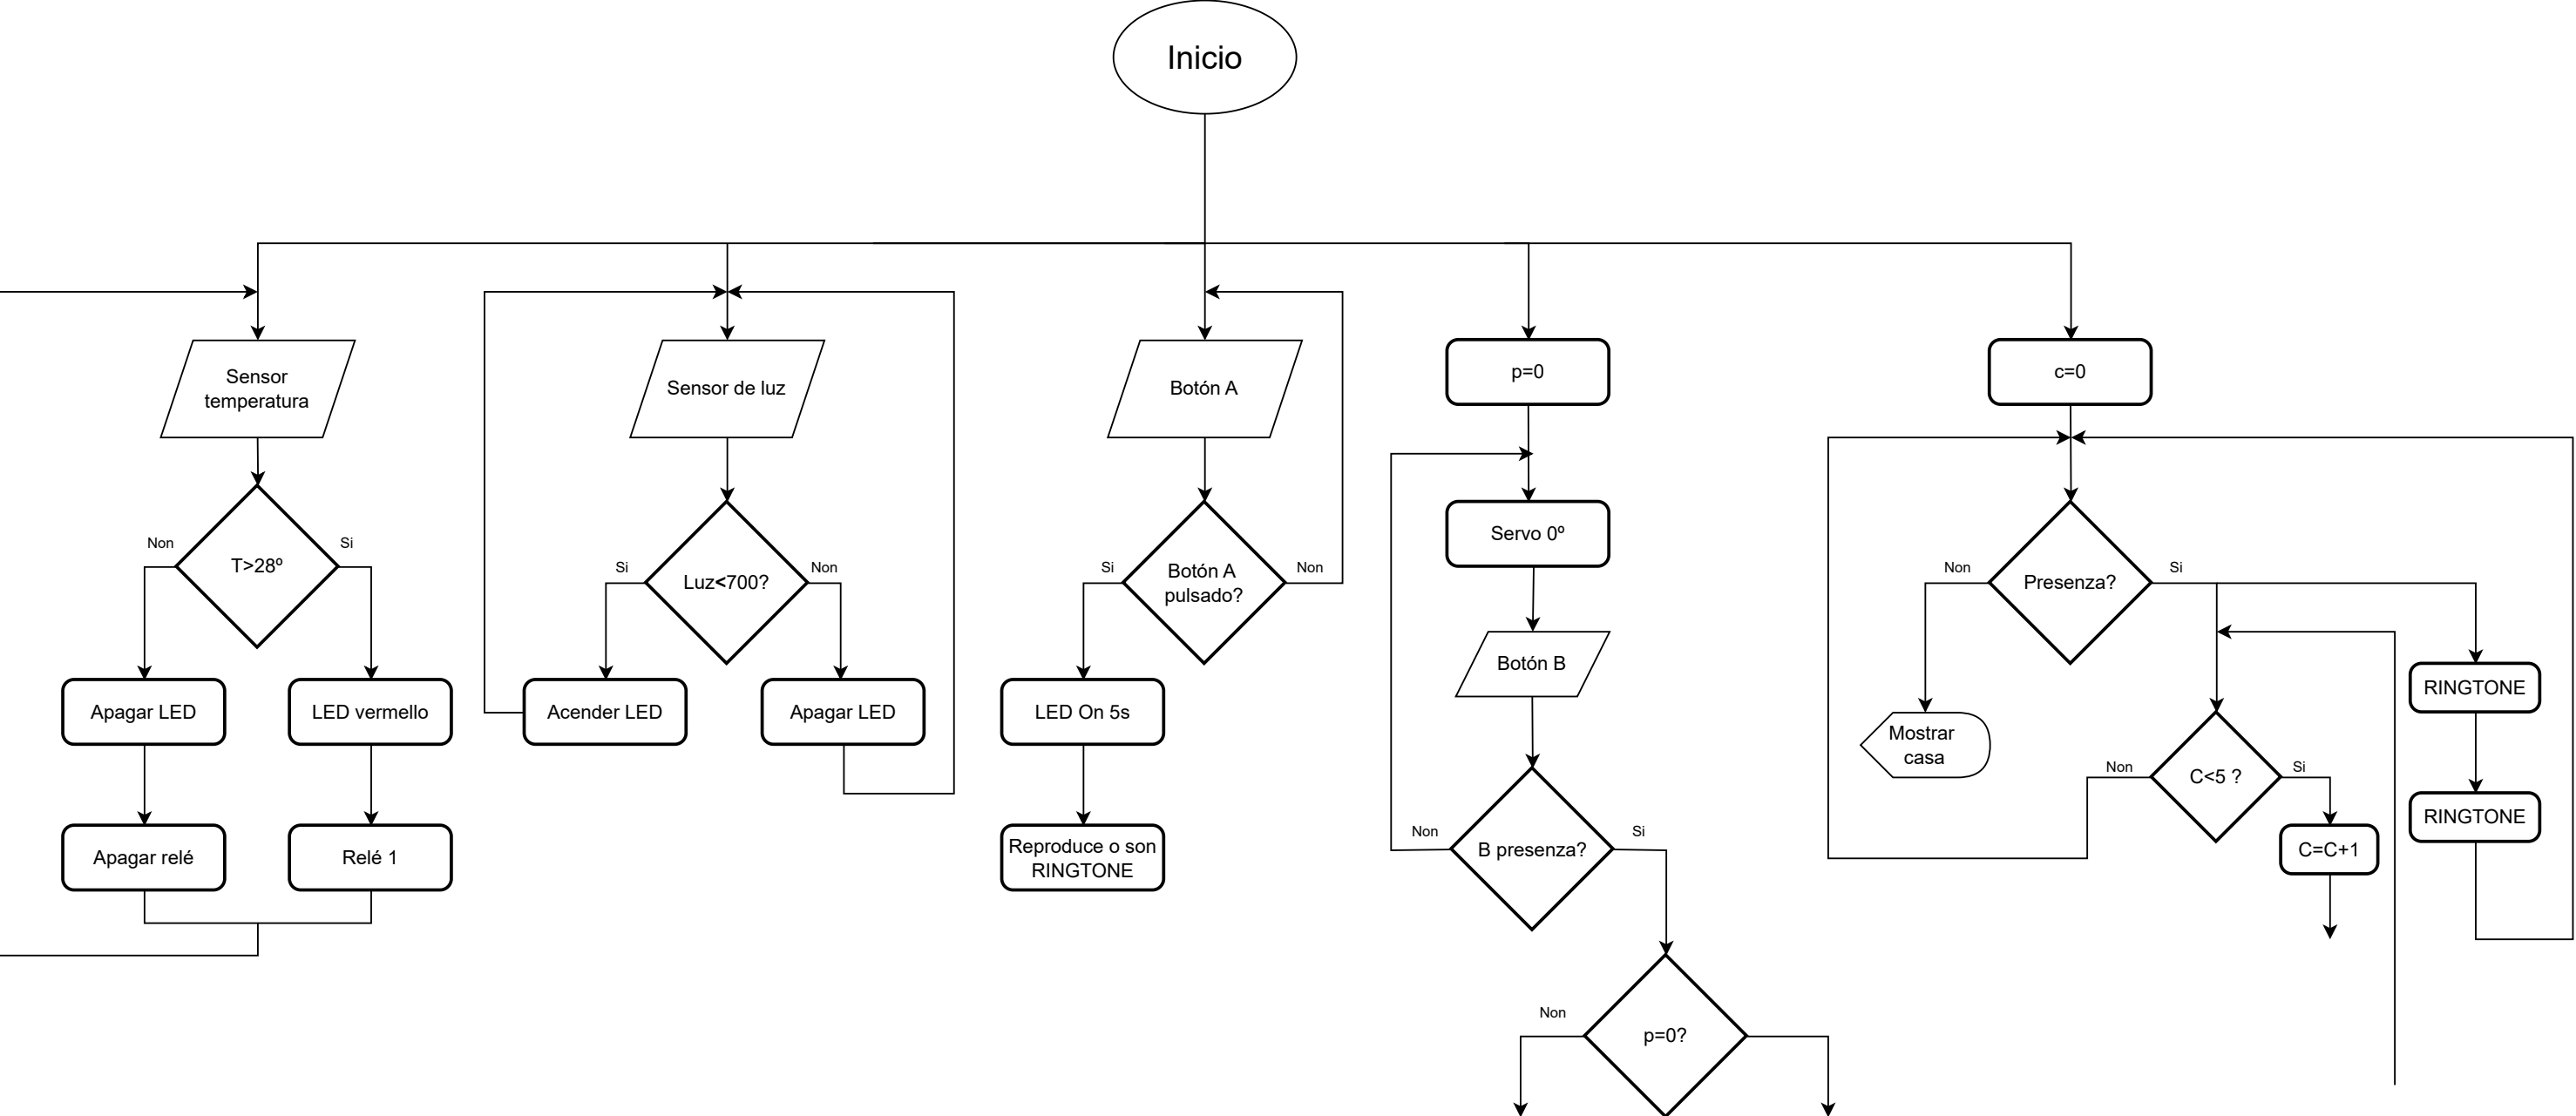 Inicio
Sensor
temperatura
Sensor de luz
Botón A
p=0
c=0
Servo 0º
Non
Si
T>28º
Si
Non
Luz<700?
Si
Non
Botón A
pulsado?
Non
Si
Presenza?
Botón B
Apagar LED
LED vermello
Acender LED
Apagar LED
LED On 5s
RINGTONE
Mostrar
casa
Non
Si
C<5 ?
RINGTONE
Apagar relé
Relé 1
Reproduce o son
RINGTONE
Non
Si
B presenza?
C=C+1
Non
p=0?